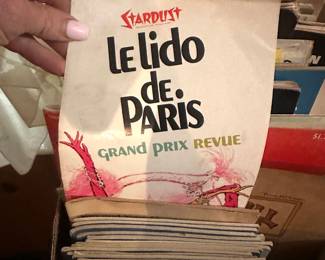 STARDUST
LE LIDO
DE
PARIS
GRAND PRIX REVUE